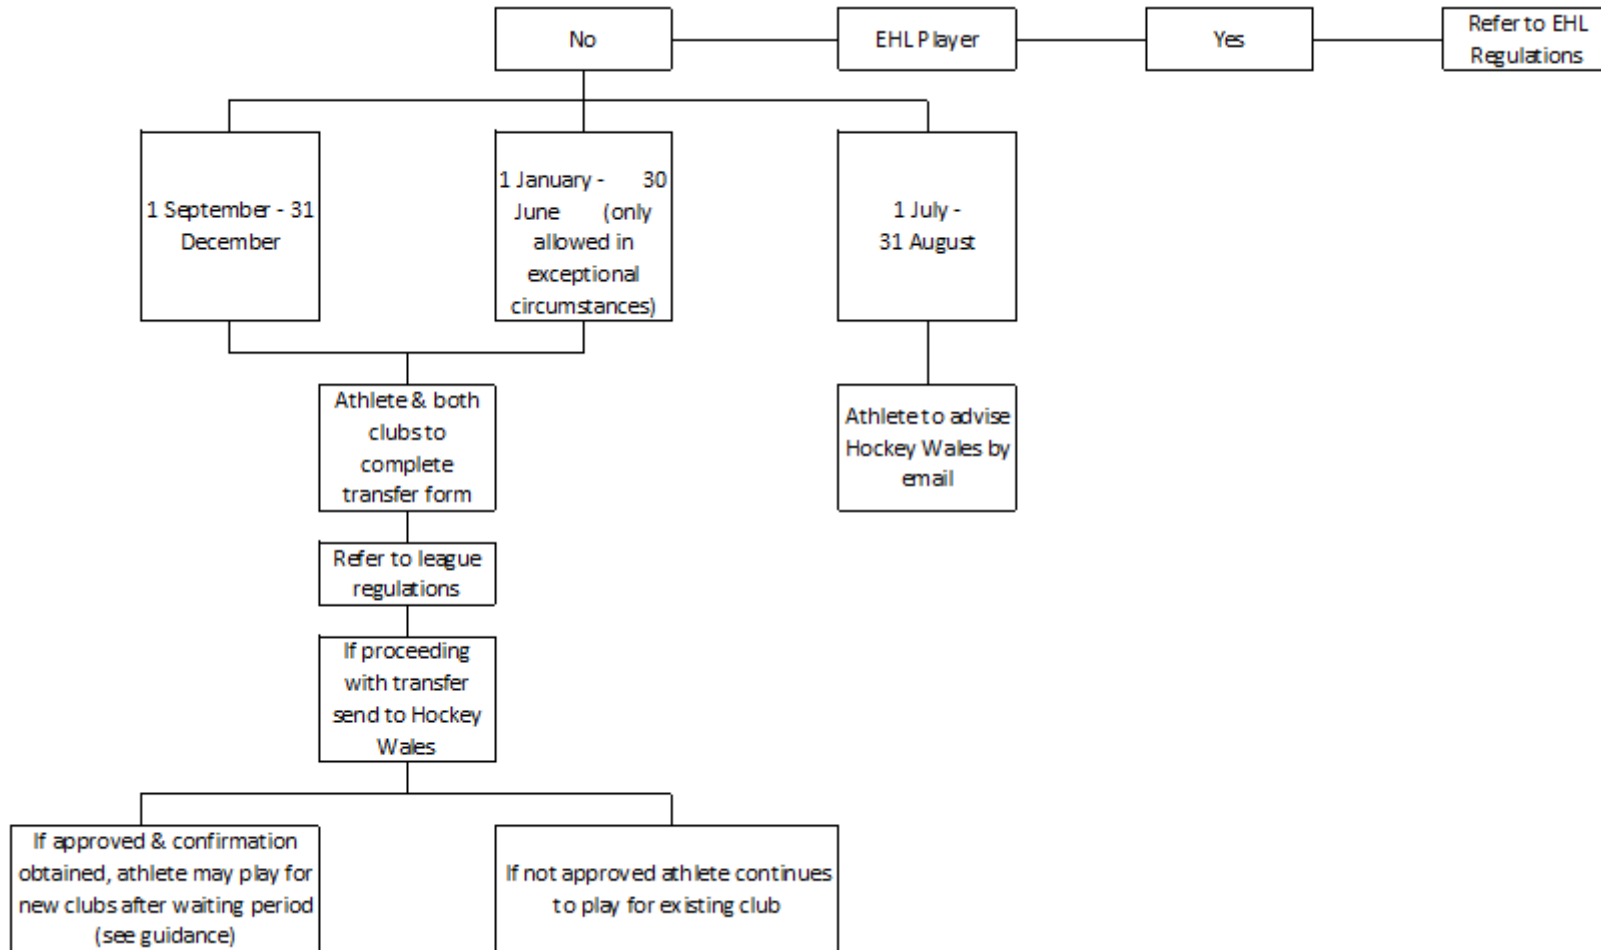 No
EHL Player
Yes
Refer to EHL
Regulations
1 September - 31
December
1 January - 30
June (only
allowed in
exceptional
circumstances)
1 July -
31 August
Athlete & both
clubs to
complete
transfer form
Athlete to advise
Hockey Wales by
email
Refer to league
regulations
If proceeding
with transfer
send to Hockey
Wales
If approved & confirmation
obtained, athlete may play for
new clubs after waiting period
(see guidance)
If not approved athlete continues
to play for existing club